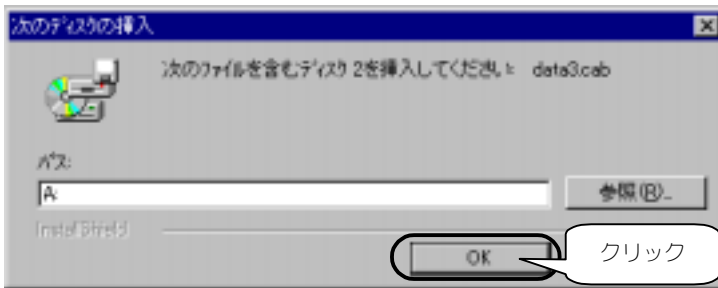 次のディスクの挿入
次のファイルを含むディスク 2を挿入してください: data3.cab
パス:
A:
参照(R)...
InstallShield
OK
クリック